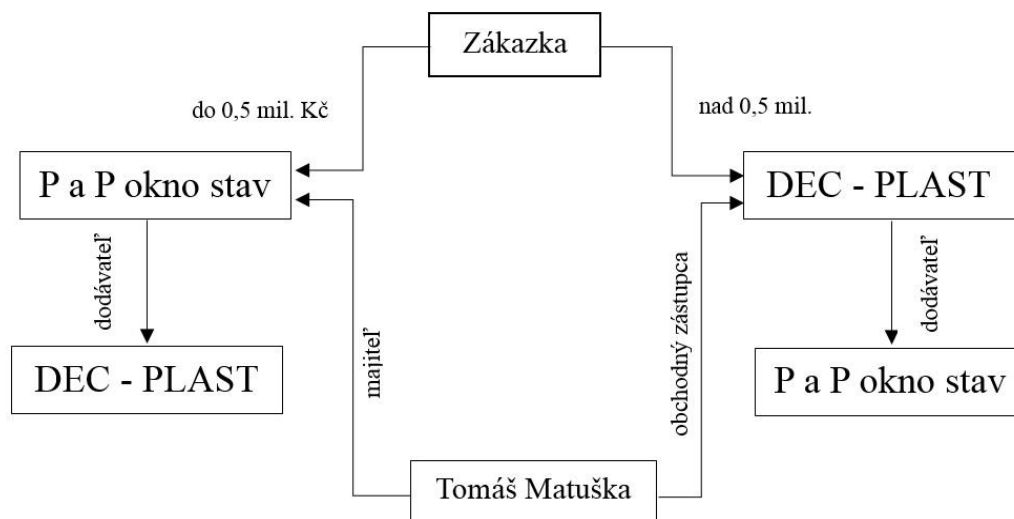 Zákazka
do 0,5 mil. Kč
nad 0,5 mil.
P a P okno stav
DEC - PLAST
dodávateľ
majiteľ
obchodný zástupca
dodávateľ
DEC - PLAST
P a P okno stav
Tomáš Matuška